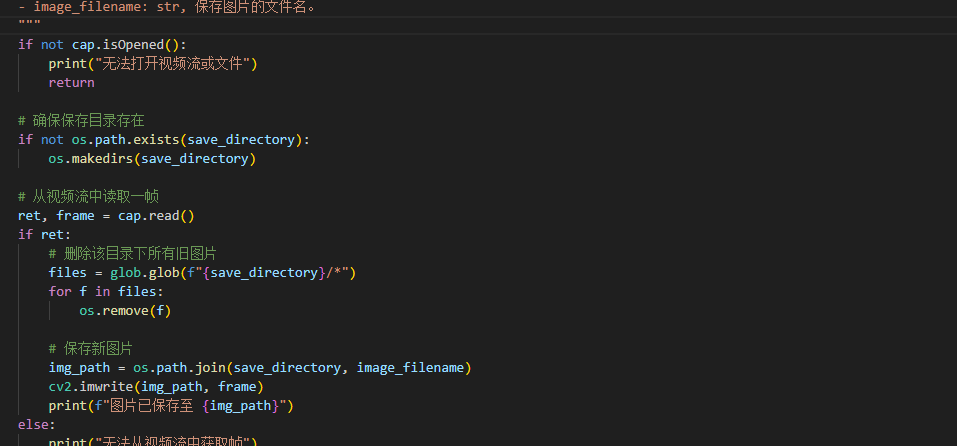 - image_filename: str, 保存图片的文件名。
"""
if not cap.isOpened():
print("无法打开视频流或文件")
return
# 确保保存目录存在
if not os.path.exists(save_directory):
os.makedirs(save_directory)
# 从视频流中读取一帧
ret, frame = cap.read()
if ret:
# 删除该目录下所有旧图片
files = glob.glob(f"{save_directory}/*")
for f in files:
os.remove(f)
# 保存新图片
img_path = os.path.join(save_directory, image_filename)
cv2.imwrite(img_path, frame)
print(f"图片已保存至 {img_path}")
else:
print("无法从视频流中获取帧")